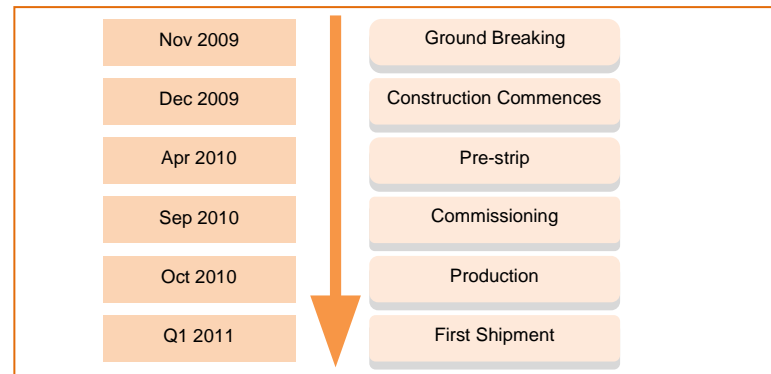 Nov 2009
Ground Breaking
Dec 2009
Construction Commences
Apr 2010
Pre-strip
Sep 2010
Commissioning
Oct 2010
Production
Q1 2011
First Shipment